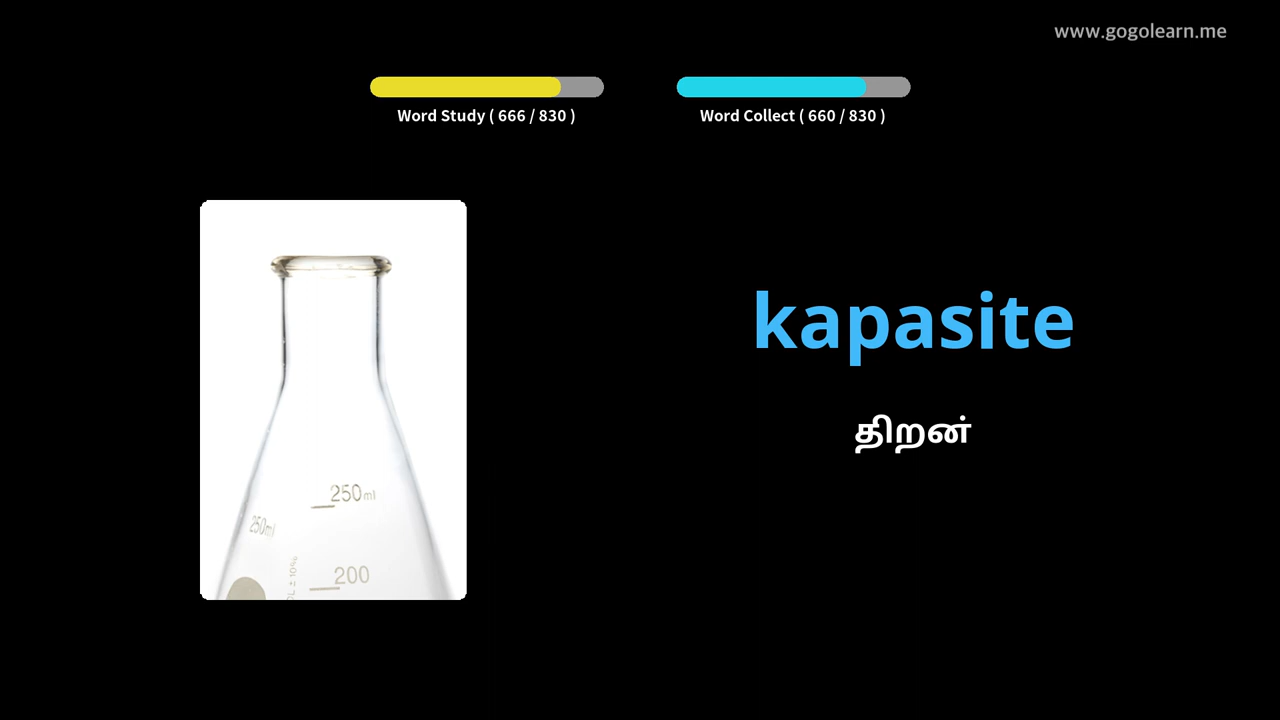 www.gogolearn.me
Word Study ( 666 / 830 )
Word Collect ( 660 / 830 )
kapasite
திறன்
250ml
250ml
200